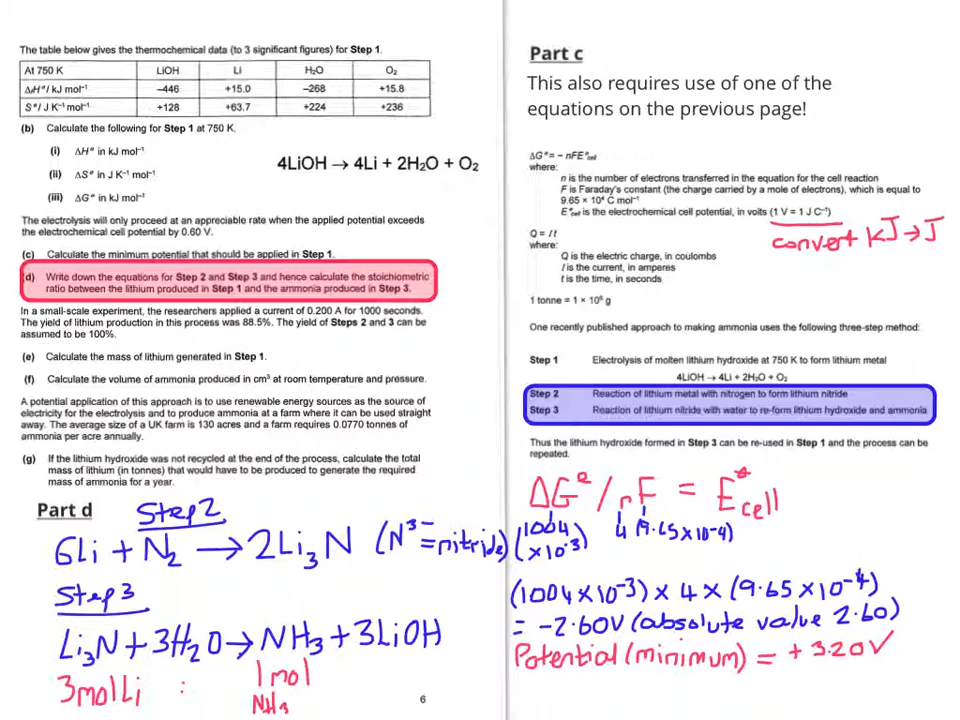 The table below gives the thermochemical data (to 3 significant figures) for Step 1.
At 750 K LiOH Li H₂O O₂
ΔfH°/ kJ mol⁻¹ –446 +15.0 –268 +15.8
S°/ J K⁻¹ mol⁻¹ +128 +63.7 +224 +236
(b) Calculate the following for Step 1 at 750 K.
(i) ΔH° in kJ mol⁻¹
(ii) ΔS° in J K⁻¹ mol⁻¹
(iii) ΔG° in kJ mol⁻¹
4LiOH → 4Li + 2H₂O + O₂
The electrolysis will only proceed at an appreciable rate when the applied potential exceeds
the electrochemical cell potential by 0.60 V.
(c) Calculate the minimum potential that should be applied in Step 1.
(d) Write down the equations for Step 2 and Step 3 and hence calculate the stoichiometric
ratio between the lithium produced in Step 1 and the ammonia produced in Step 3.
In a small-scale experiment, the researchers applied a current of 0.200 A for 1000 seconds.
The yield of lithium production in this process was 88.5%. The yield of Steps 2 and 3 can be
assumed to be 100%.
(e) Calculate the mass of lithium generated in Step 1.
(f) Calculate the volume of ammonia produced in cm³ at room temperature and pressure.
A potential application of this approach is to use renewable energy sources as the source of
electricity for the electrolysis and to produce ammonia at a farm where it can be used straight
away. The average size of a UK farm is 130 acres and a farm requires 0.0770 tonnes of
ammonia per acre annually.
(g) If the lithium hydroxide was not recycled at the end of the process, calculate the total
mass of lithium (in tonnes) that would have to be produced to generate the required
mass of ammonia for a year.
Part d
Step 2
6Li + N₂ → 2Li₃N (N³⁻ = nitride)
Step 3
Li₃N + 3H₂O → NH₃ + 3LiOH
3mol Li : 1mol
NH₃
6
Part c
This also requires use of one of the
equations on the previous page!
ΔG° = – nFE°cell
where:
n is the number of electrons transferred in the equation for the cell reaction
F is Faraday's constant (the charge carried by a mole of electrons), which is equal to
9.65 × 10⁴ C mol⁻¹
E°cell is the electrochemical cell potential, in volts (1 V = 1 J C⁻¹)
convert kJ → J
Q = It
where:
Q is the electric charge, in coulombs
I is the current, in amperes
t is the time, in seconds
1 tonne = 1 × 10⁶ g
One recently published approach to making ammonia uses the following three-step method:
Step 1 Electrolysis of molten lithium hydroxide at 750 K to form lithium metal
4LiOH → 4Li + 2H₂O + O₂
Step 2 Reaction of lithium metal with nitrogen to form lithium nitride
Step 3 Reaction of lithium nitride with water to re-form lithium hydroxide and ammonia
Thus the lithium hydroxide formed in Step 3 can be re-used in Step 1 and the process can be
repeated.
ΔG° / nF = E°cell
(1004 4 (9.65×10⁻⁴)
×10⁻³)
(1004×10⁻³) × 4 × (9.65×10⁻⁴)
= -2.60V (absolute value 2.60)
Potential (minimum) = + 3.20V